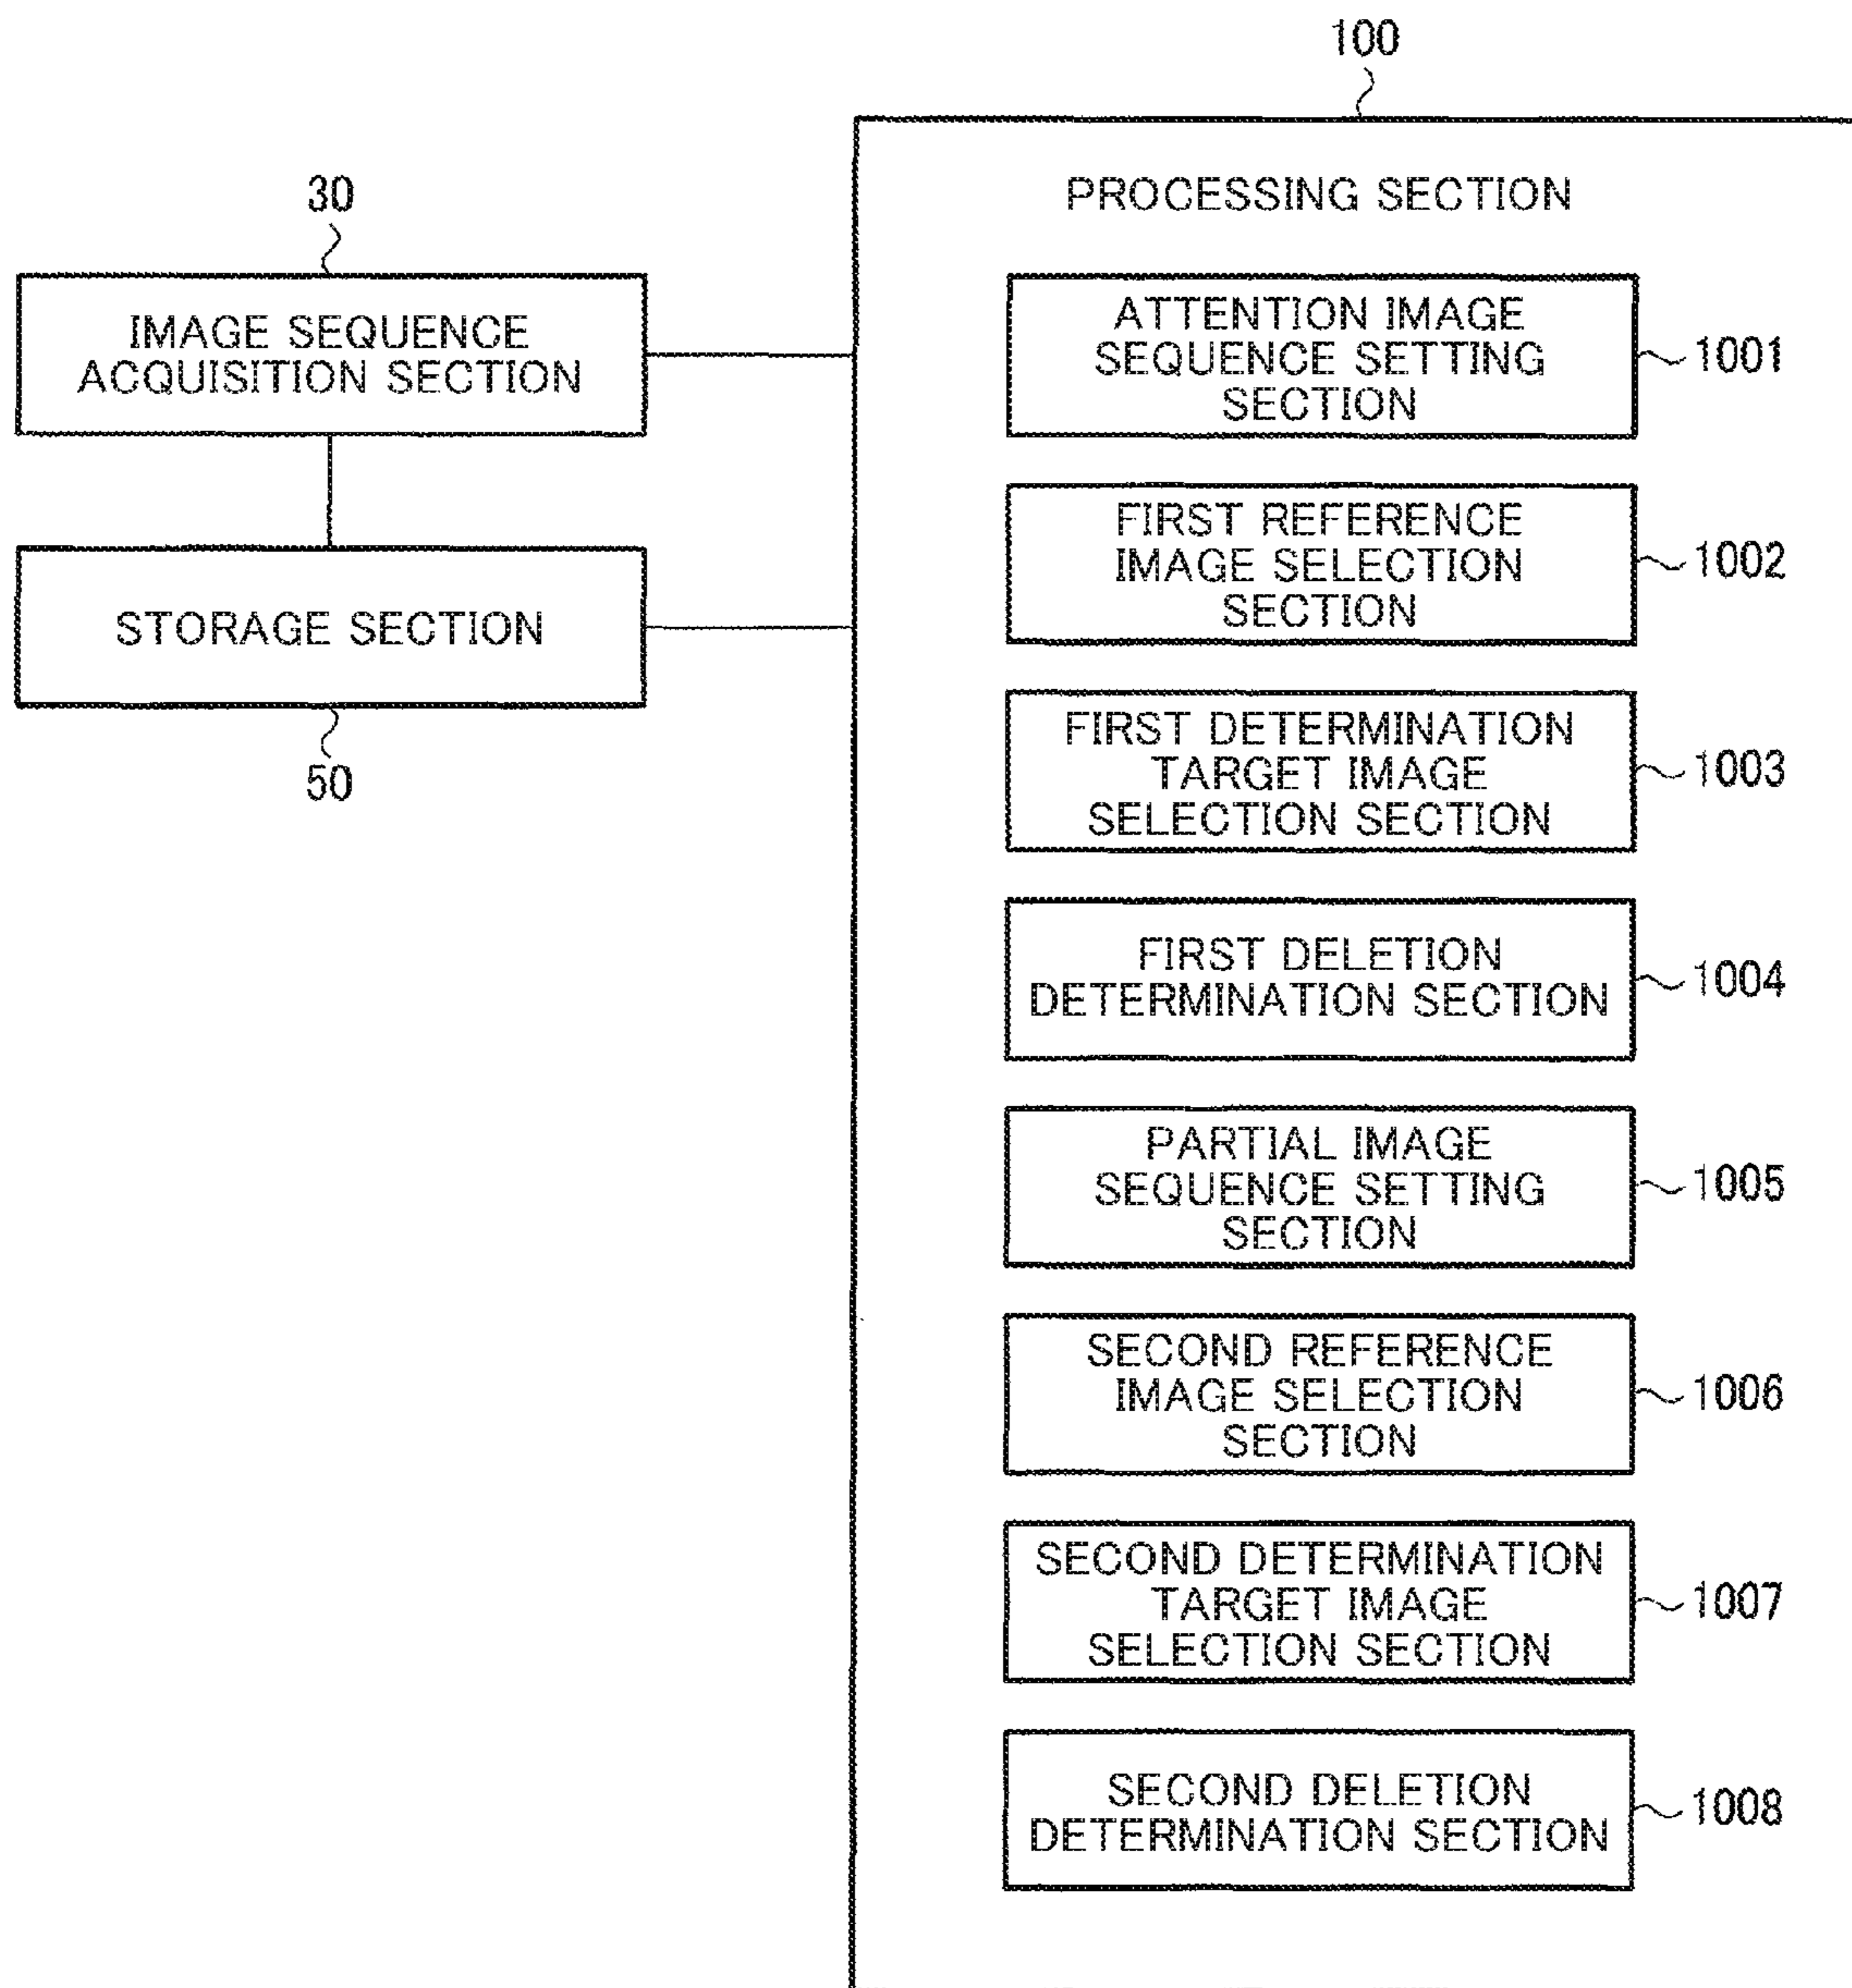 100
PROCESSING SECTION
30
IMAGE SEQUENCE
ACQUISITION SECTION
STORAGE SECTION
50
ATTENTION IMAGE
SEQUENCE SETTING
SECTION
1001
FIRST REFERENCE
IMAGE SELECTION
SECTION
1002
FIRST DETERMINATION
TARGET IMAGE
SELECTION SECTION
1003
FIRST DELETION
DETERMINATION SECTION
1004
PARTIAL IMAGE
SEQUENCE SETTING
SECTION
1005
SECOND REFERENCE
IMAGE SELECTION
SECTION
1006
SECOND DETERMINATION
TARGET IMAGE
SELECTION SECTION
1007
SECOND DELETION
DETERMINATION SECTION
1008